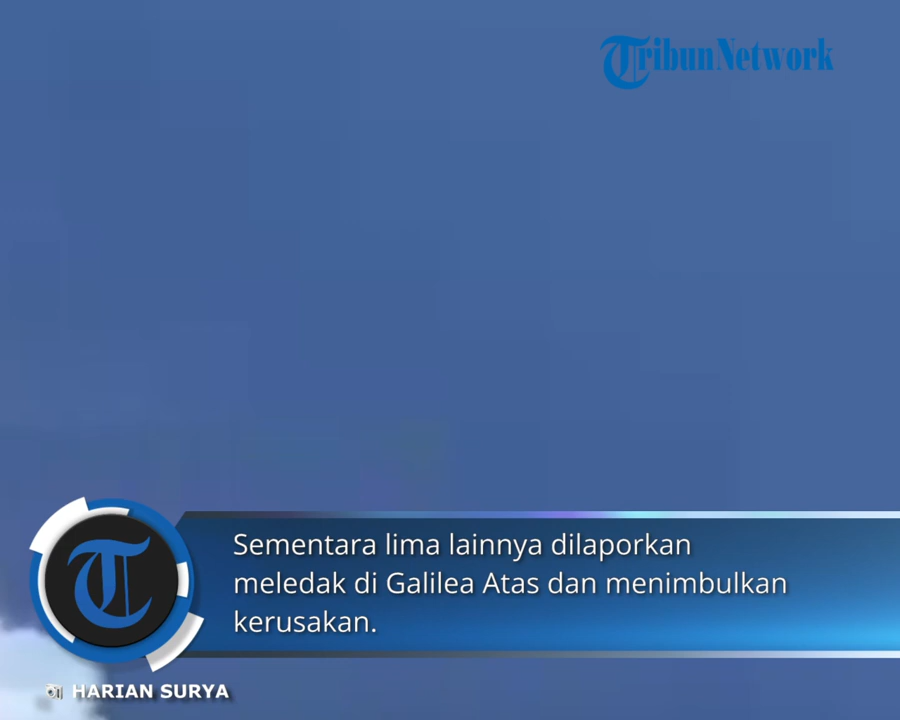 TribunNetwork
Sementara lima lainnya dilaporkan
meledak di Galilea Atas dan menimbulkan
kerusakan.
T
HARIAN SURYA